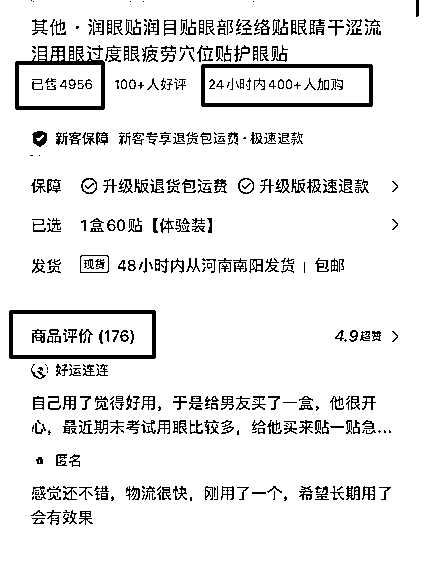 其他·润眼贴润目贴眼部经络贴眼睛干涩流
泪用眼过度眼疲劳穴位贴护眼贴
已售4956 100+人好评 24小时内400+人加购
新客保障 新客专享退货包运费·极速退款
保障 升级版退货包运费 升级版极速退款
已选 1盒60贴【体验装】
发货 现货 48小时内从河南南阳发货 | 包邮
商品评价 (176) 4.9超赞
好运连连
自己用了觉得好用，于是给男友买了一盒，他很开
心，最近期末考试用眼比较多，给他买来贴一贴急...
匿名
感觉还不错，物流很快，刚用了一个，希望长期用了
会有效果